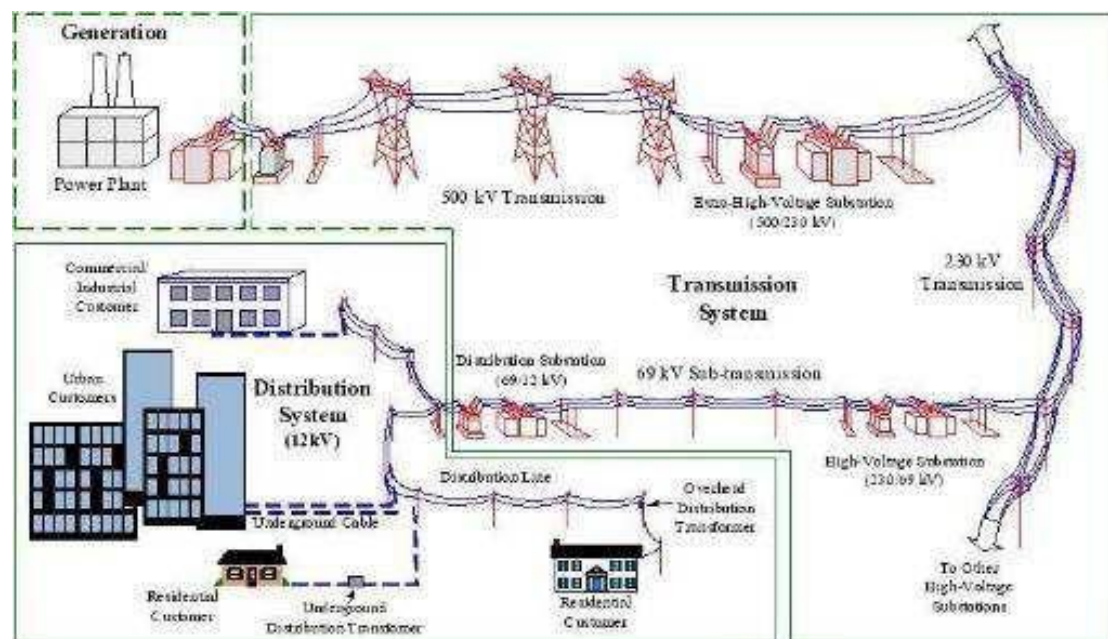 Generation
Power Plant
500 kV Transmission
Extra-High-Voltage Substation
(500/230 kV)
230 kV
Transmission
Transmission
System
Commercial/
Industrial
Customer
Urban
Customers
Distribution
System
(12kV)
Distribution Substation
(69/12 kV)
69 kV Sub-transmission
High-Voltage Substation
(230/69 kV)
Distribution Line
Overhead
Distribution
Transformer
Underground Cable
Residential
Customer
Underground
Distribution Transformer
Residential
Customer
To Other
High-Voltage
Substations